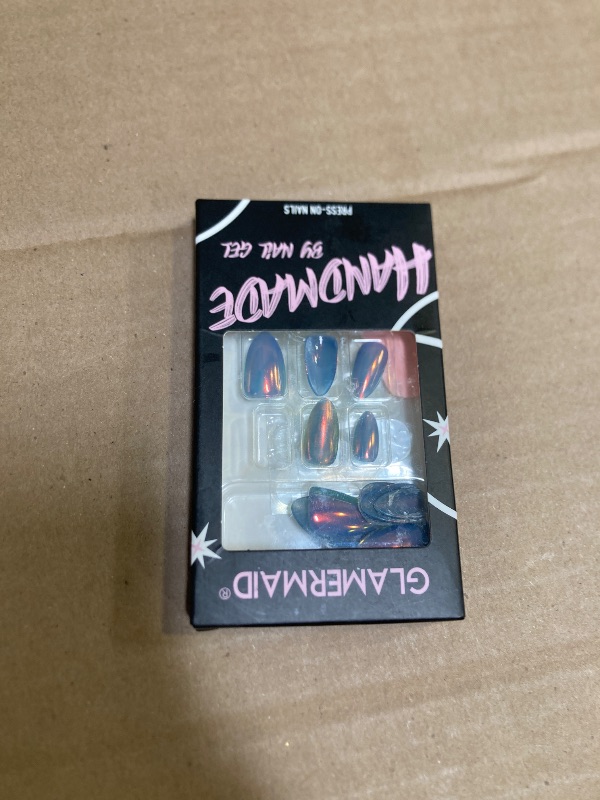 GLAMERMAID®
HANDMADE
BY NAIL GEL
PRESS-ON NAILS